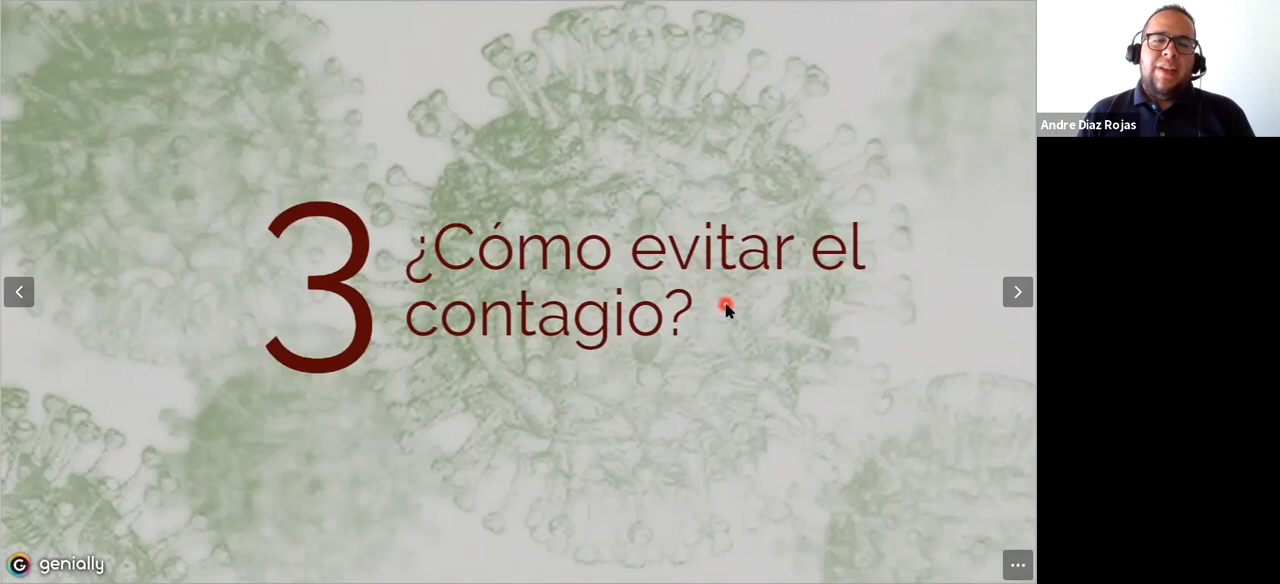 3
¿Cómo evitar el
contagio?
Andre Diaz Rojas
genially